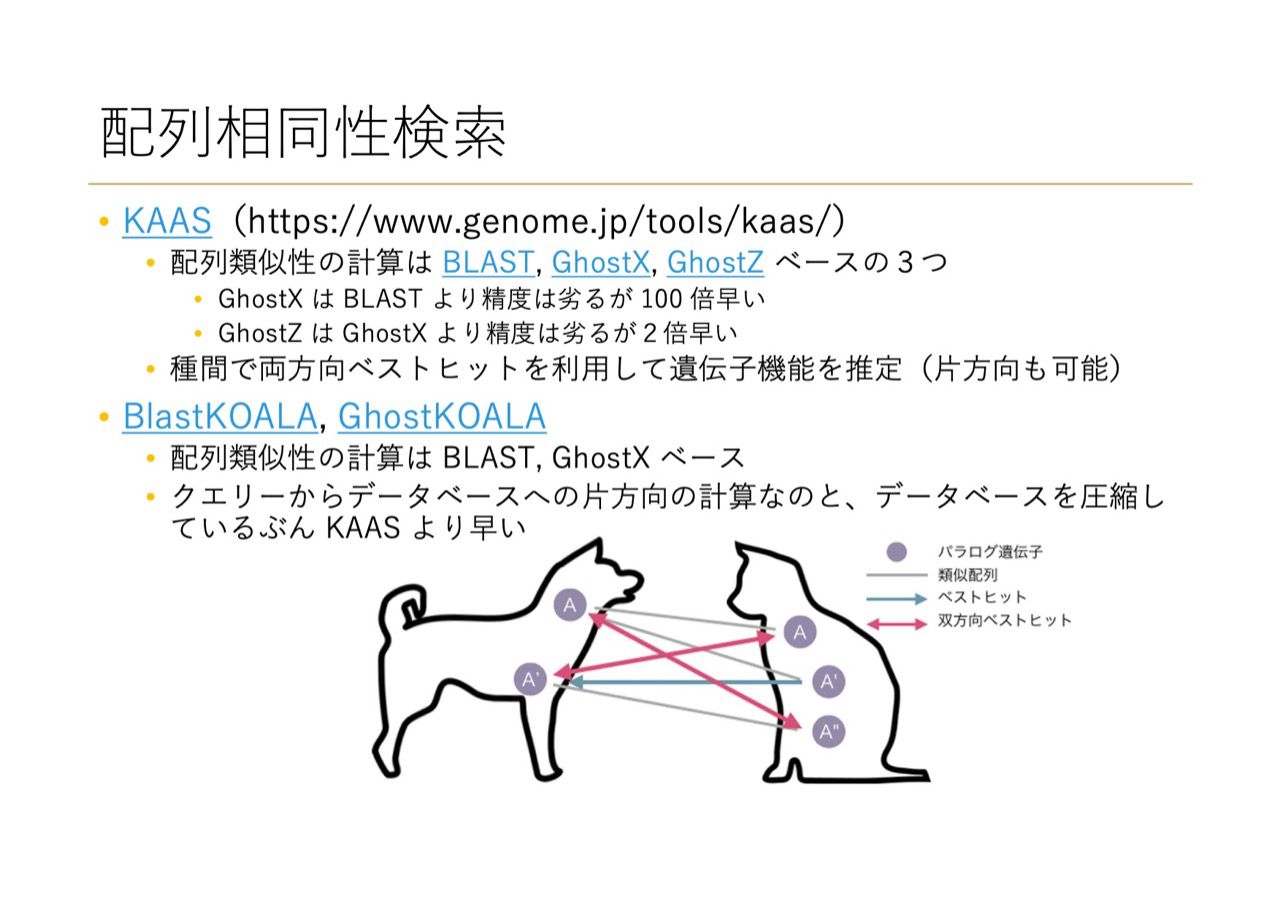 配列相同性検索
• KAAS（https://www.genome.jp/tools/kaas/）
• 配列類似性の計算は BLAST, GhostX, GhostZ ベースの３つ
• GhostX は BLAST より精度は劣るが 100 倍早い
• GhostZ は GhostX より精度は劣るが２倍早い
• 種間で両方向ベストヒットを利用して遺伝子機能を推定（片方向も可能）
• BlastKOALA, GhostKOALA
• 配列類似性の計算は BLAST, GhostX ベース
• クエリーからデータベースへの片方向の計算なのと、データベースを圧縮し
ているぶん KAAS より早い
パラログ遺伝子
類似配列
ベストヒット
双方向ベストヒット
A
A
A'
A'
A"